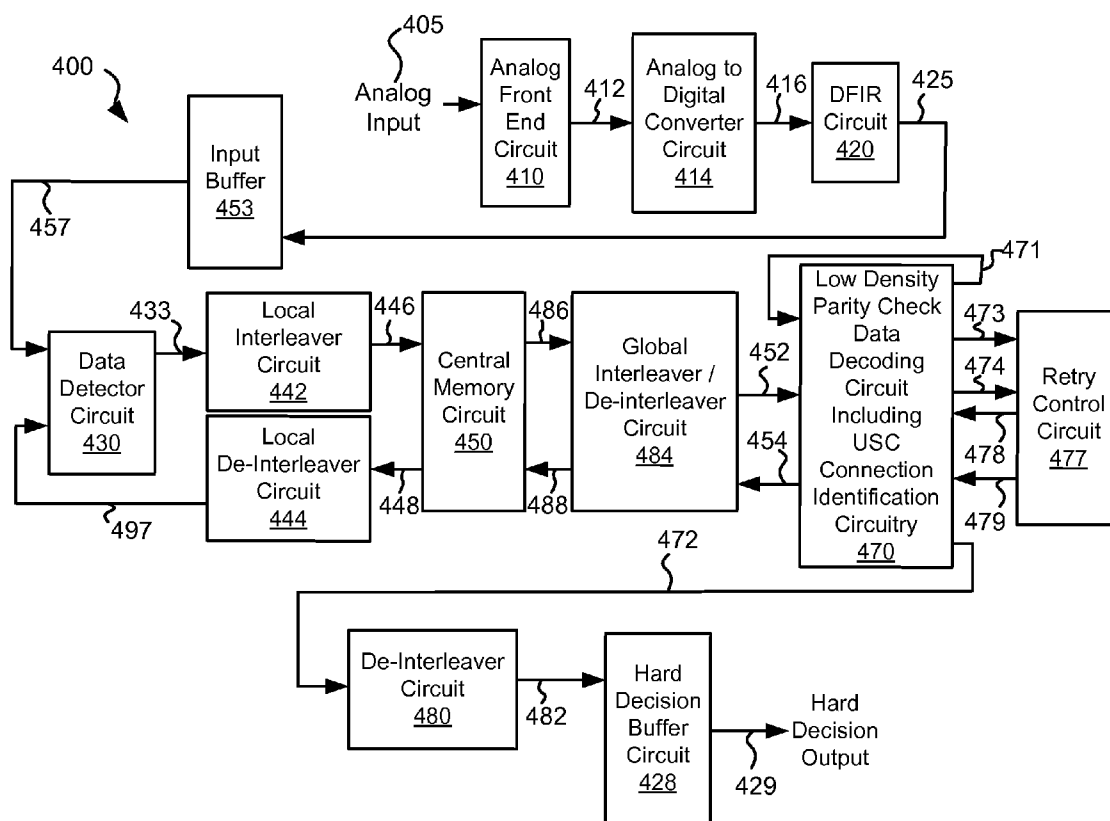 400
405
Analog
Input
Analog
Front
End
Circuit
410
412
Analog to
Digital
Converter
Circuit
414
416
DFIR
Circuit
420
425
Input
Buffer
453
457
433
Data
Detector
Circuit
430
Local
Interleaver
Circuit
442
446
Local
De-Interleaver
Circuit
444
448
497
Central
Memory
Circuit
450
486
488
Global
Interleaver /
De-interleaver
Circuit
484
452
454
Low Density
Parity Check
Data
Decoding
Circuit
Including
USC
Connection
Identification
Circuitry
470
471
473
474
478
479
Retry
Control
Circuit
477
472
De-Interleaver
Circuit
480
482
Hard
Decision
Buffer
Circuit
428
429
Hard
Decision
Output